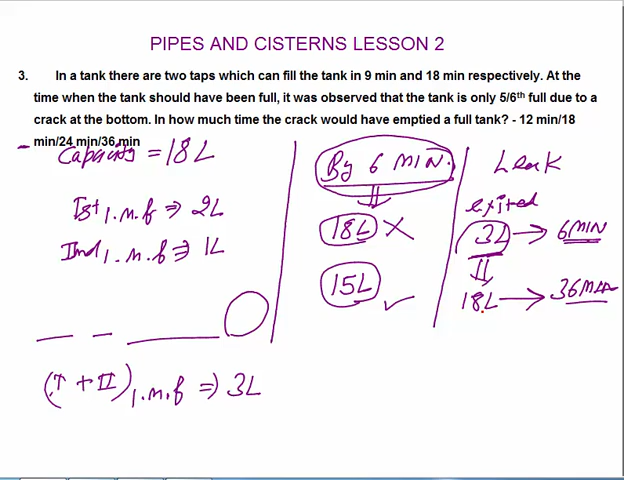 PIPES AND CISTERNS LESSON 2
3. In a tank there are two taps which can fill the tank in 9 min and 18 min respectively. At the
time when the tank should have been full, it was observed that the tank is only 5/6th full due to a
crack at the bottom. In how much time the crack would have emptied a full tank? - 12 min/18
min/24 min/36 min
Capacity = 18L
Ist 1.m.f ⇒ 2L
IInd 1.m.f ⇒ 1L
(I + II) 1.m.f ⇒ 3L
By 6 MIN.
18L ✗
15L ✓
Leak
exited
3L → 6MIN
18L → 36MIN